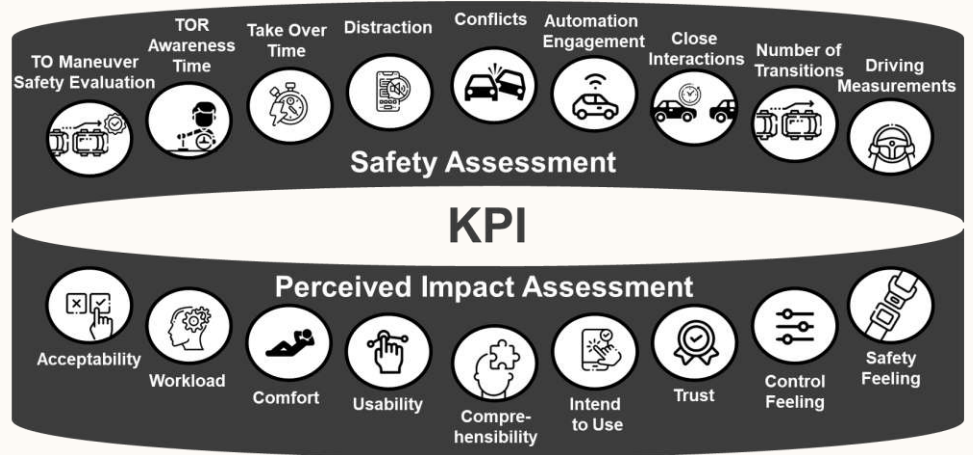 TO Maneuver
Safety Evaluation
TOR
Awareness
Time
Take Over
Time
Distraction
Conflicts
Automation
Engagement
Close
Interactions
Number of
Transitions
Driving
Measurements
Safety Assessment
KPI
Perceived Impact Assessment
Acceptability
Workload
Comfort
Usability
Compre-
hensibility
Intend
to Use
Trust
Control
Feeling
Safety
Feeling